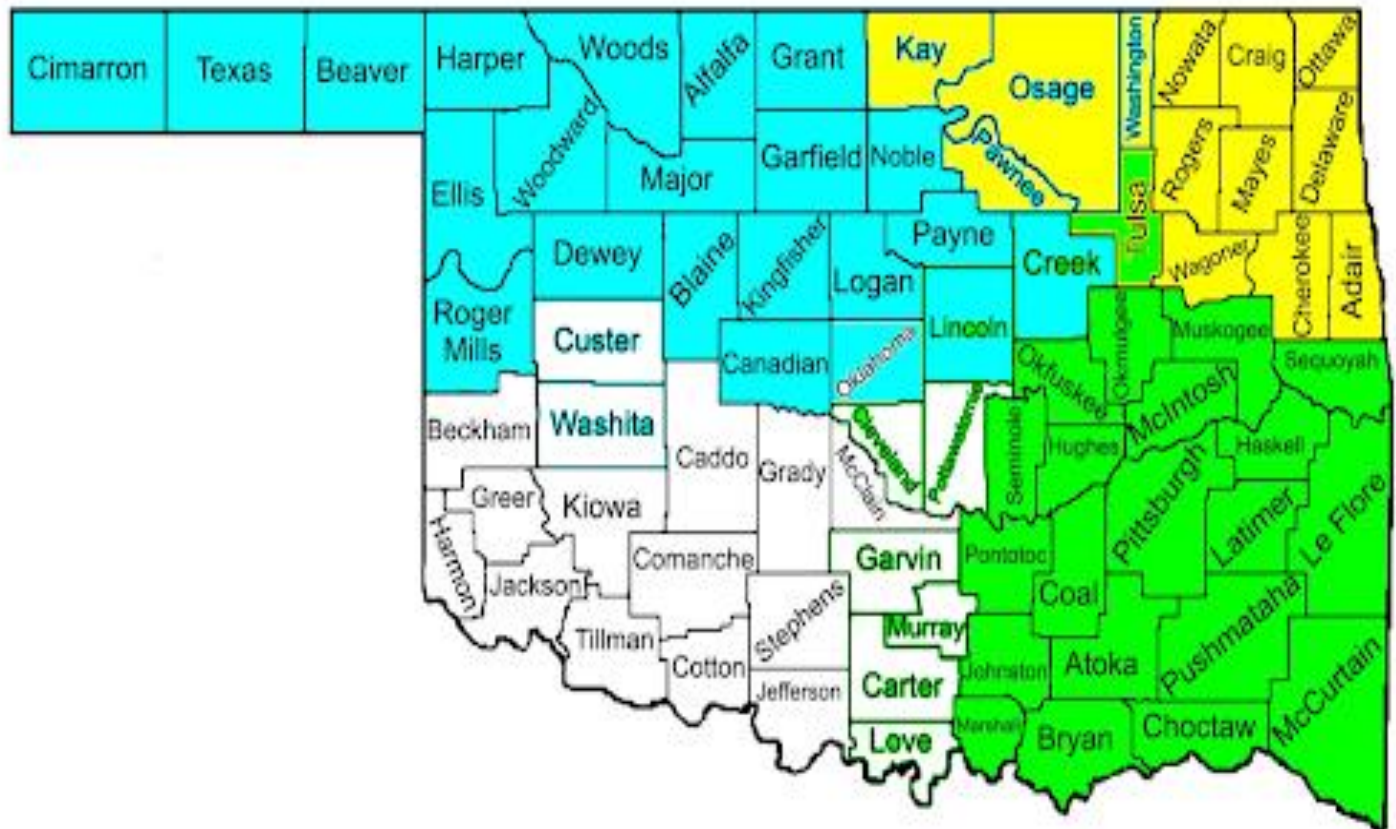 Cimarron
Texas
Beaver
Harper
Woods
Alfalfa
Grant
Kay
Osage
Washington
Nowata
Craig
Ottawa
Ellis
Woodward
Major
Garfield
Noble
Pawnee
Rogers
Mayes
Delaware
Roger
Mills
Dewey
Blaine
Kingfisher
Logan
Payne
Creek
Tulsa
Wagoner
Cherokee
Adair
Custer
Canadian
Oklahoma
Lincoln
Okmulgee
Muskogee
Sequoyah
Beckham
Washita
Caddo
Grady
McClain
Cleveland
Pottawatomie
Seminole
Okfuskee
Hughes
McIntosh
Haskell
Greer
Kiowa
Harmon
Jackson
Comanche
Garvin
Pontotoc
Coal
Pittsburgh
Latimer
Le Flore
Tillman
Cotton
Stephens
Murray
Johnston
Atoka
Pushmataha
Jefferson
Carter
Love
Marshall
Bryan
Choctaw
McCurtain